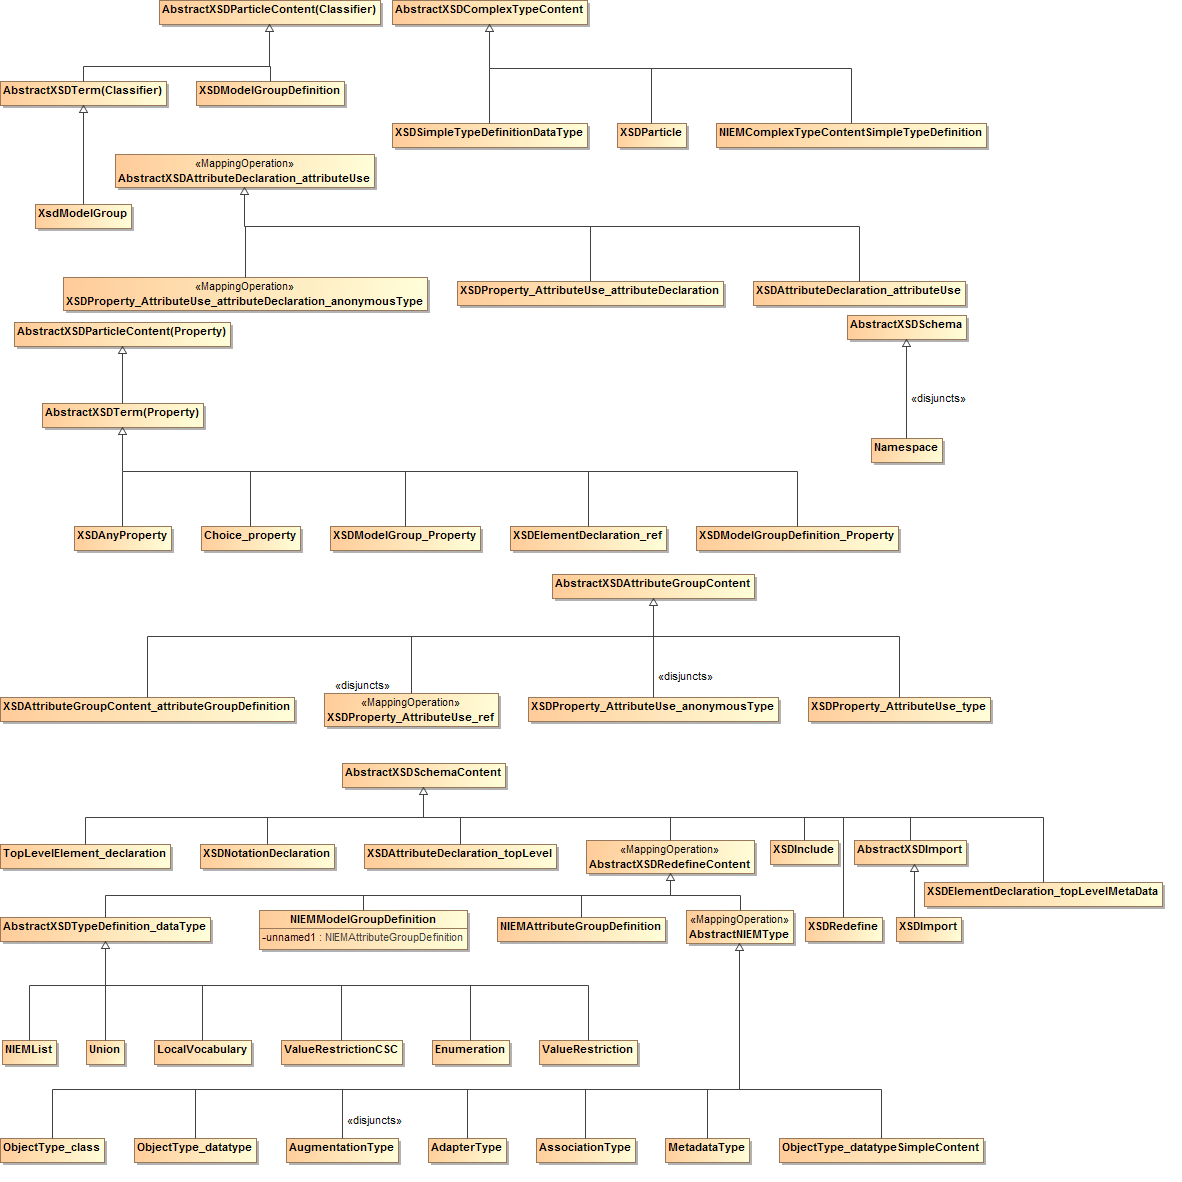 AbstractXSDParticleContent(Classifier)
AbstractXSDComplexTypeContent
AbstractXSDTerm(Classifier)
XSDModelGroupDefinition
XSDSimpleTypeDefinitionDataType
XSDParticle
NIEMComplexTypeContentSimpleTypeDefinition
«MappingOperation»
AbstractXSDAttributeDeclaration_attributeUse
XsdModelGroup
«MappingOperation»
XSDProperty_AttributeUse_attributeDeclaration_anonymousType
XSDProperty_AttributeUse_attributeDeclaration
XSDAttributeDeclaration_attributeUse
AbstractXSDParticleContent(Property)
AbstractXSDSchema
«disjuncts»
AbstractXSDTerm(Property)
Namespace
XSDAnyProperty
Choice_property
XSDModelGroup_Property
XSDElementDeclaration_ref
XSDModelGroupDefinition_Property
AbstractXSDAttributeGroupContent
«disjuncts»
«disjuncts»
XSDAttributeGroupContent_attributeGroupDefinition
«MappingOperation»
XSDProperty_AttributeUse_ref
XSDProperty_AttributeUse_anonymousType
XSDProperty_AttributeUse_type
AbstractXSDSchemaContent
TopLevelElement_declaration
XSDNotationDeclaration
XSDAttributeDeclaration_topLevel
«MappingOperation»
AbstractXSDRedefineContent
XSDInclude
AbstractXSDImport
XSDElementDeclaration_topLevelMetaData
AbstractXSDTypeDefinition_dataType
NIEMModelGroupDefinition
-unnamed1 : NIEMAttributeGroupDefinition
NIEMAttributeGroupDefinition
«MappingOperation»
AbstractNIEMType
XSDRedefine
XSDImport
NIEMList
Union
LocalVocabulary
ValueRestrictionCSC
Enumeration
ValueRestriction
«disjuncts»
ObjectType_class
ObjectType_datatype
AugmentationType
AdapterType
AssociationType
MetadataType
ObjectType_datatypeSimpleContent